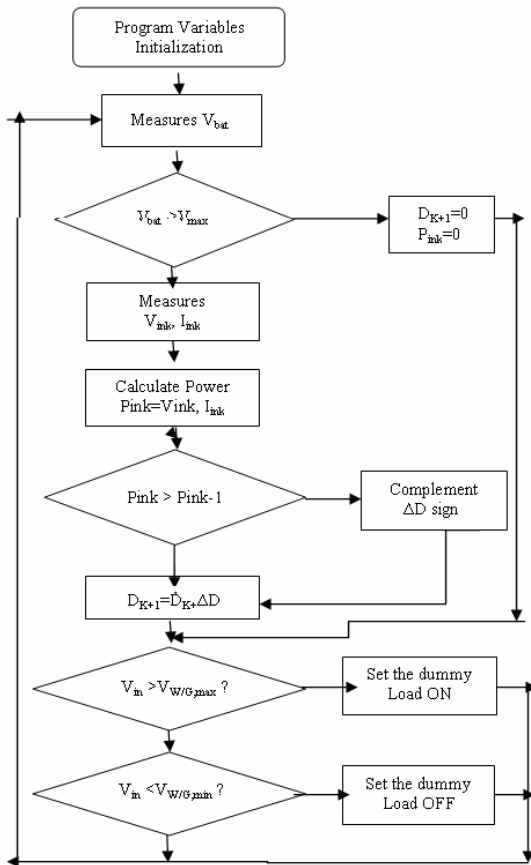 Program Variables
Initialization
Measures V_bat
V_bat >V_max
D_K+1=0
P_ink=0
Measures
V_ink, I_ink
Calculate Power
Pink=Vink, I_ink
Pink > Pink-1
Complement
ΔD sign
D_K+1=D_K+ΔD
V_in >V_W/G,max ?
Set the dummy
Load ON
V_in <V_W/G,min ?
Set the dummy
Load OFF